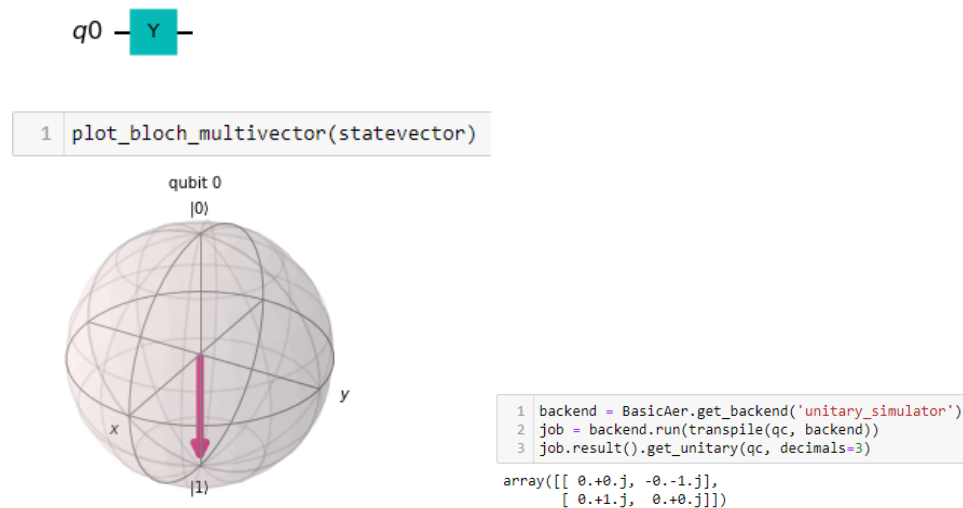 q0 Y
1 plot_bloch_multivector(statevector)
qubit 0
|0⟩
y
x
|1⟩
1 backend = BasicAer.get_backend('unitary_simulator')
2 job = backend.run(transpile(qc, backend))
3 job.result().get_unitary(qc, decimals=3)
array([[ 0.+0.j, -0.-1.j],
[ 0.+1.j,  0.+0.j]])